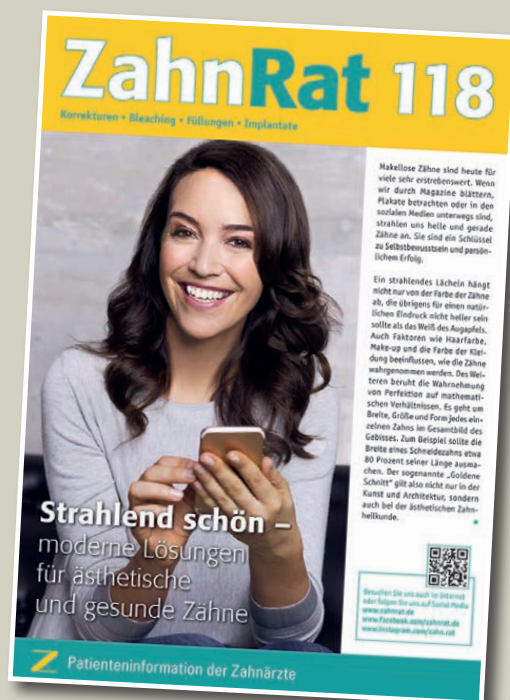 ZahnRat 118
Korrekturen • Bleaching • Füllungen • Implantate
Makellose Zähne sind heute für
viele sehr erstrebenswert. Wenn
wir durch Magazine blättern,
Plakate betrachten oder in den
sozialen Medien unterwegs sind,
strahlen uns helle und gerade
Zähne an. Sie sind ein Schlüssel
zu Selbstbewusstsein und persön-
lichem Erfolg.
Ein strahlendes Lächeln hängt
nicht nur von der Farbe der Zähne
ab, die übrigens für einen natür-
lichen Eindruck nicht heller sein
sollte als das Weiß des Augapfels.
Auch Faktoren wie Haarfarbe,
Make-up und die Farbe der Klei-
dung beeinflussen, wie die Zähne
wahrgenommen werden. Des Wei-
teren beruht die Wahrnehmung
von Perfektion auf mathemati-
schen Verhältnissen. Es geht um
Breite, Größe und Form jedes ein-
zelnen Zahns im Gesamtbild des
Gebisses. Zum Beispiel sollte die
Breite eines Schneidezahns etwa
80 Prozent seiner Länge ausma-
chen. Der sogenannte „Goldene
Schnitt“ gilt also nicht nur in der
Kunst und Architektur, sondern
auch bei der ästhetischen Zahn-
heilkunde.
Strahlend schön –
moderne Lösungen
für ästhetische
und gesunde Zähne
Besuchen Sie uns auch im Internet
oder folgen Sie uns auf Social Media
www.zahnrat.de
www.facebook.com/zahnrat.de
www.instagram.com/zahn.rat
Patienteninformation der Zahnärzte